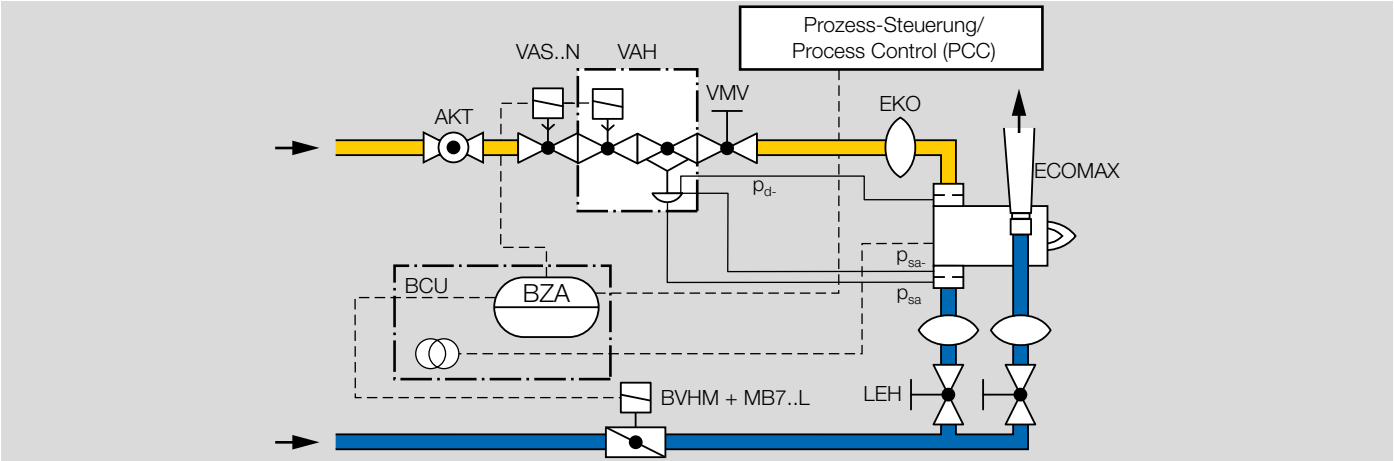 Prozess-Steuerung/
Process Control (PCC)
VAS..N
VAH
VMV
EKO
AKT
ECOMAX
pd-
psa-
BCU
BZA
psa
LEH
BVHM + MB7..L